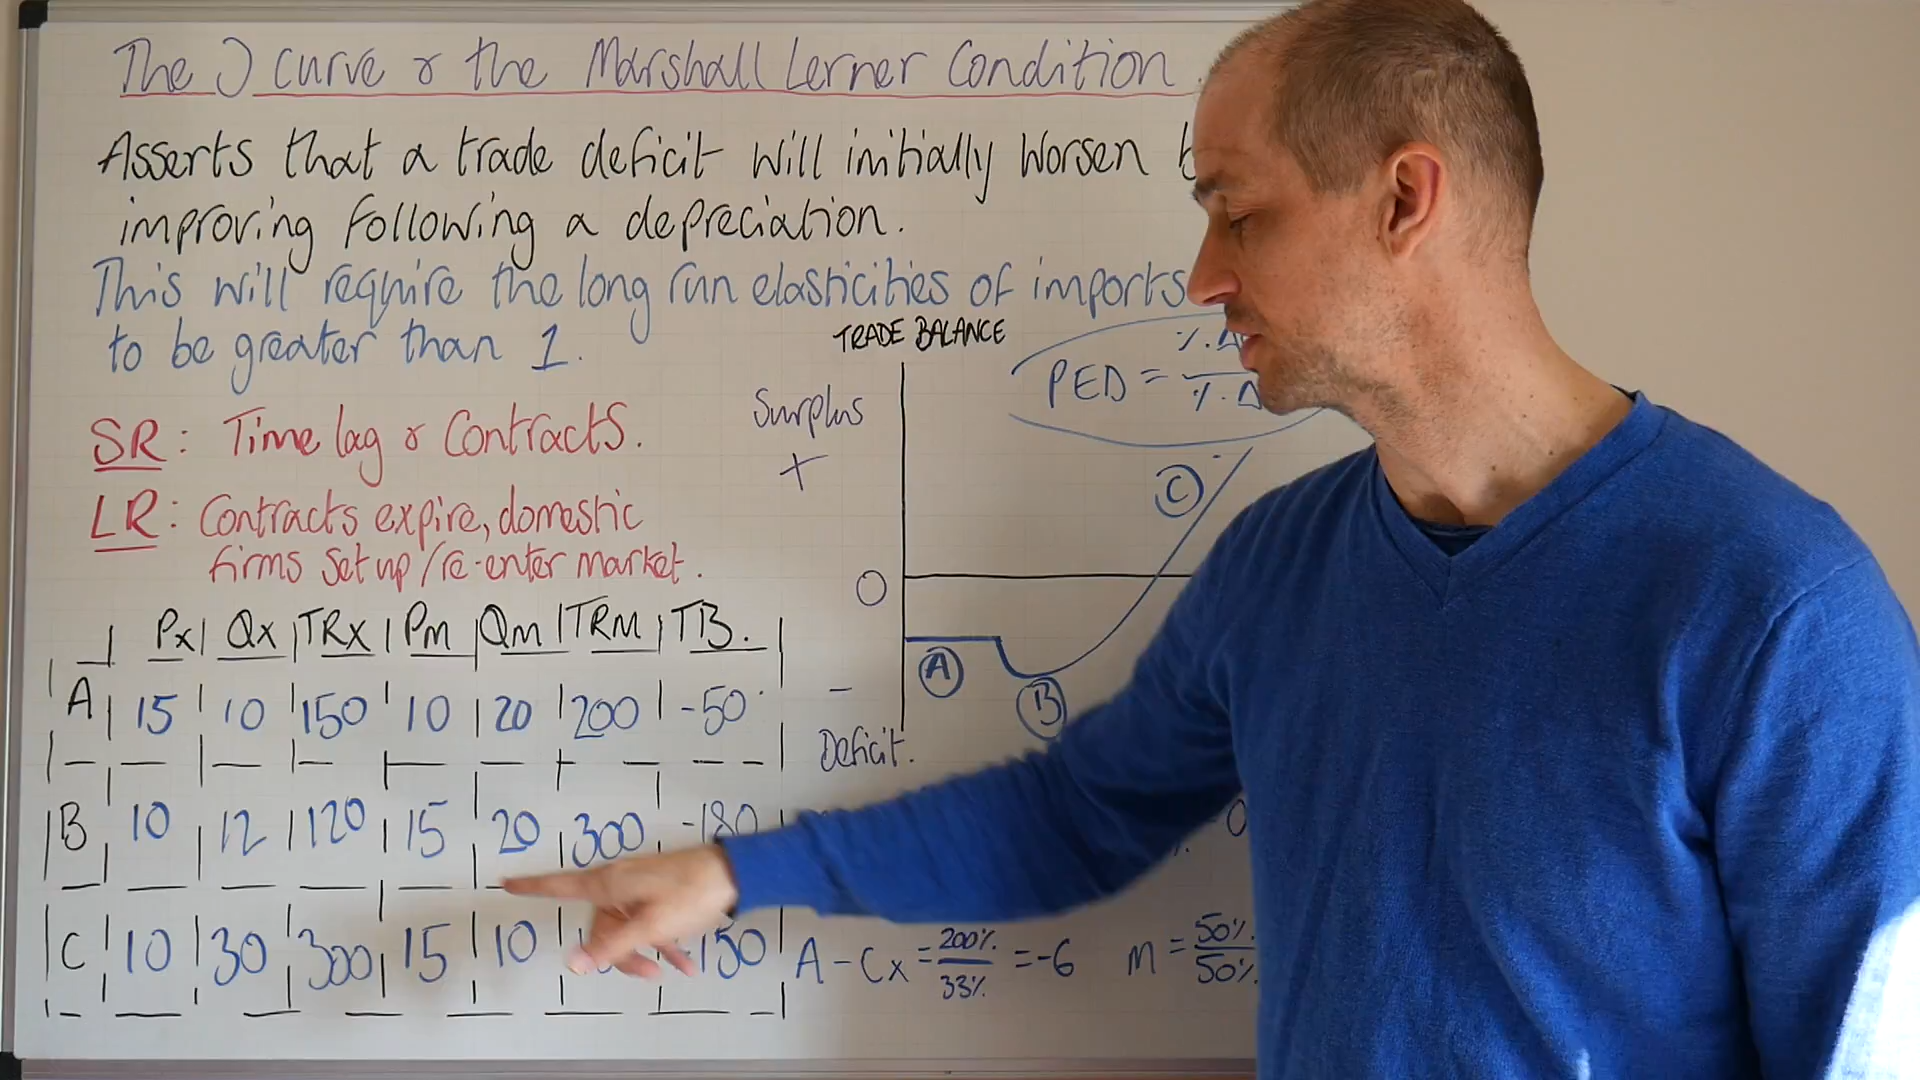 The J curve & the Marshall Lerner Condition
Asserts that a trade deficit will initially worsen
improving following a depreciation.
This will require the long run elasticities of imports
to be greater than 1.
TRADE BALANCE
PED = %.Δ
%.Δ
Surplus
+
SR: Time lag & Contracts.
LR: Contracts expire, domestic
firms set up/re-enter market.
C
0
A
B
-
Deficit.
Px Qx TRx Pm Qm TRM TB.
A 15 10 150 10 20 200 -50
B 10 12 120 15 20 300 -180
C 10 30 300 15 10 150
A-Cx = 200% / 33% = -6 M = 50% / 50%